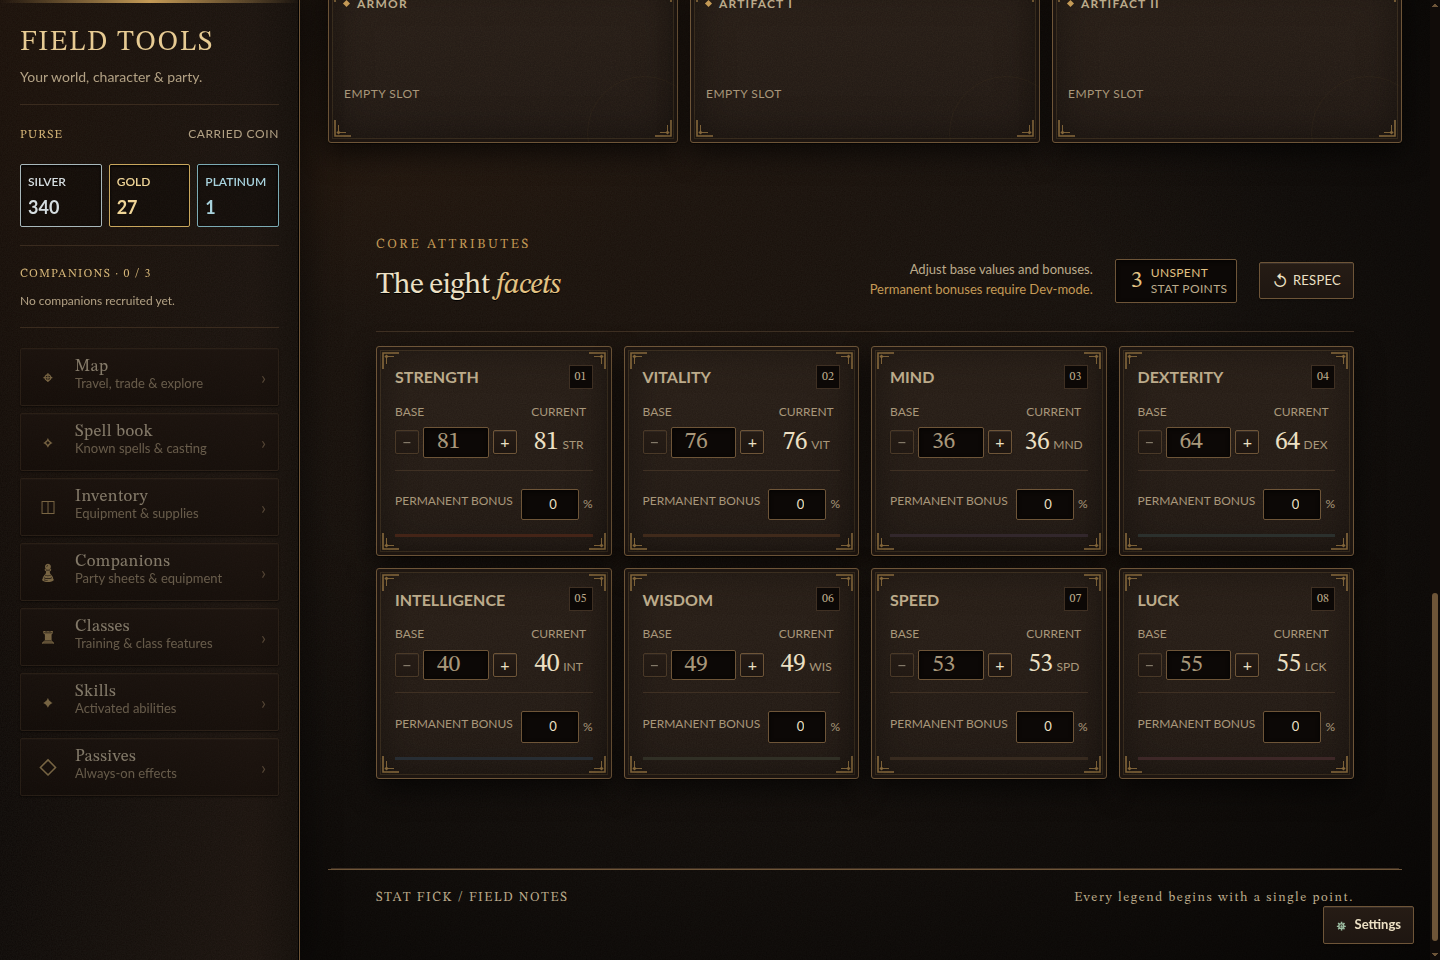 FIELD TOOLS
Your world, character & party.
PURSE
CARRIED COIN
SILVER
340
GOLD
27
PLATINUM
1
COMPANIONS · 0 / 3
No companions recruited yet.
Map
Travel, trade & explore
Spell book
Known spells & casting
Inventory
Equipment & supplies
Companions
Party sheets & equipment
Classes
Training & class features
Skills
Activated abilities
Passives
Always-on effects
ARMOR
EMPTY SLOT
ARTIFACT I
EMPTY SLOT
ARTIFACT II
EMPTY SLOT
CORE ATTRIBUTES
The eight facets
Adjust base values and bonuses.
Permanent bonuses require Dev-mode.
3 UNSPENT
STAT POINTS
RESPEC
STRENGTH 01
BASE CURRENT
− 81 + 81 STR
PERMANENT BONUS 0 %
VITALITY 02
BASE CURRENT
− 76 + 76 VIT
PERMANENT BONUS 0 %
MIND 03
BASE CURRENT
− 36 + 36 MND
PERMANENT BONUS 0 %
DEXTERITY 04
BASE CURRENT
− 64 + 64 DEX
PERMANENT BONUS 0 %
INTELLIGENCE 05
BASE CURRENT
− 40 + 40 INT
PERMANENT BONUS 0 %
WISDOM 06
BASE CURRENT
− 49 + 49 WIS
PERMANENT BONUS 0 %
SPEED 07
BASE CURRENT
− 53 + 53 SPD
PERMANENT BONUS 0 %
LUCK 08
BASE CURRENT
− 55 + 55 LCK
PERMANENT BONUS 0 %
STAT FICK / FIELD NOTES
Every legend begins with a single point.
Settings